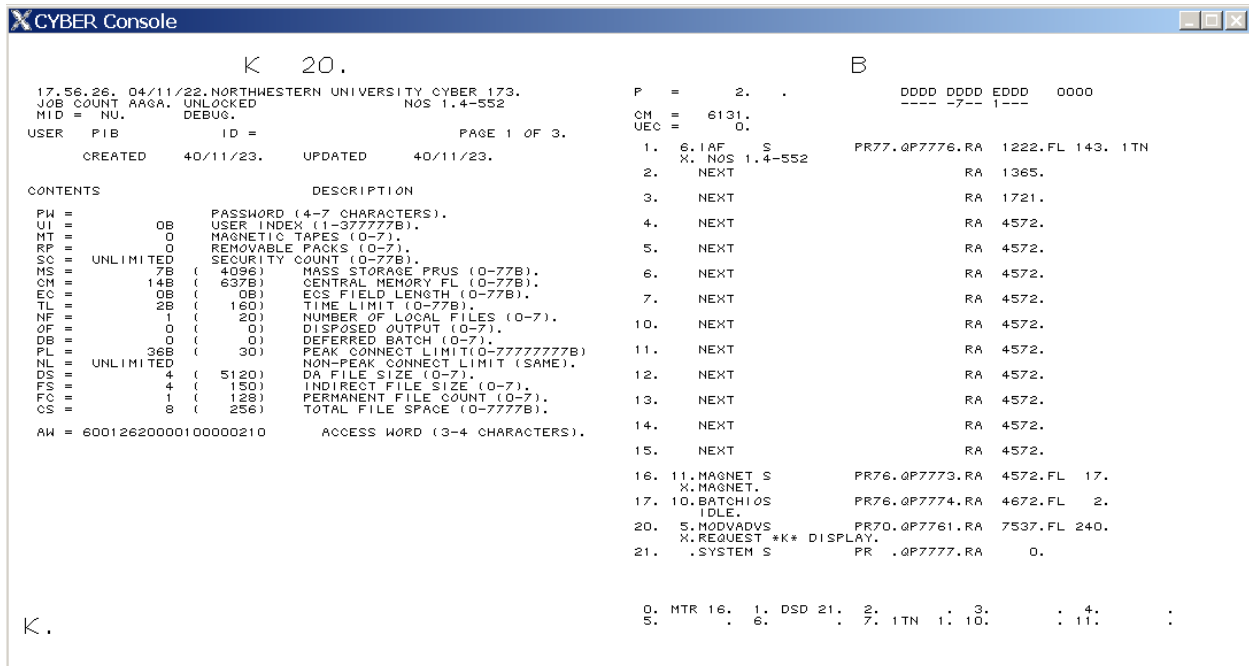 CYBER Console
K 20.
17.56.26. 04/11/22.NORTHWESTERN UNIVERSITY CYBER 173.
JOB COUNT AAGA. UNLOCKED NOS 1.4-552
MID = NU. DEBUG.
USER PIB ID = PAGE 1 OF 3.
CREATED 40/11/23. UPDATED 40/11/23.
CONTENTS DESCRIPTION
PW = PASSWORD (4-7 CHARACTERS).
UI = 0B USER INDEX (1-377777B).
MT = 0 MAGNETIC TAPES (0-7).
RP = 0 REMOVABLE PACKS (0-7).
SC = UNLIMITED SECURITY COUNT (0-77B).
MS = 7B ( 4096) MASS STORAGE PRUS (0-77B).
CM = 14B ( 637B) CENTRAL MEMORY FL (0-77B).
EC = 0B ( 0B) ECS FIELD LENGTH (0-77B).
TL = 2B ( 160) TIME LIMIT (0-77B).
NF = 1 ( 20) NUMBER OF LOCAL FILES (0-7).
OF = 0 ( 0) DISPOSED OUTPUT (0-7).
DB = 0 ( 0) DEFERRED BATCH (0-7).
PL = 36B ( 30) PEAK CONNECT LIMIT(0-77777777B)
NL = UNLIMITED NON-PEAK CONNECT LIMIT (SAME).
DS = 4 ( 5120) DA FILE SIZE (0-7).
FS = 4 ( 150) INDIRECT FILE SIZE (0-7).
FC = 1 ( 128) PERMANENT FILE COUNT (0-7).
CS = 8 ( 256) TOTAL FILE SPACE (0-7777B).
AW = 60012620000100000210 ACCESS WORD (3-4 CHARACTERS).
K.
B
P = 2. . DDDD DDDD EDDD 0000
---- -7-- 1---
CM = 6131.
UEC = 0.
1. 6.IAF S PR77.QP7776.RA 1222.FL 143. 1TN
X. NOS 1.4-552
2. NEXT RA 1365.
3. NEXT RA 1721.
4. NEXT RA 4572.
5. NEXT RA 4572.
6. NEXT RA 4572.
7. NEXT RA 4572.
10. NEXT RA 4572.
11. NEXT RA 4572.
12. NEXT RA 4572.
13. NEXT RA 4572.
14. NEXT RA 4572.
15. NEXT RA 4572.
16. 11.MAGNET S PR76.QP7773.RA 4572.FL 17.
X.MAGNET.
17. 10.BATCHIOS PR76.QP7774.RA 4672.FL 2.
IDLE.
20. 5.MODVADVS PR70.QP7761.RA 7537.FL 240.
X.REQUEST *K* DISPLAY.
21. .SYSTEM S PR .QP7777.RA 0.
0. MTR 16. 1. DSD 21. 2. . 3. . 4. .
5. . 6. . 7. 1TN 1. 10. . 11. .